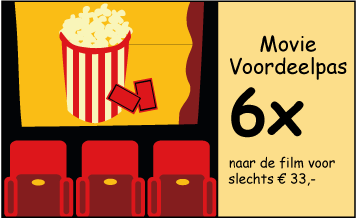 Movie
Voordeelpas
6x
naar de film voor
slechts € 33,-